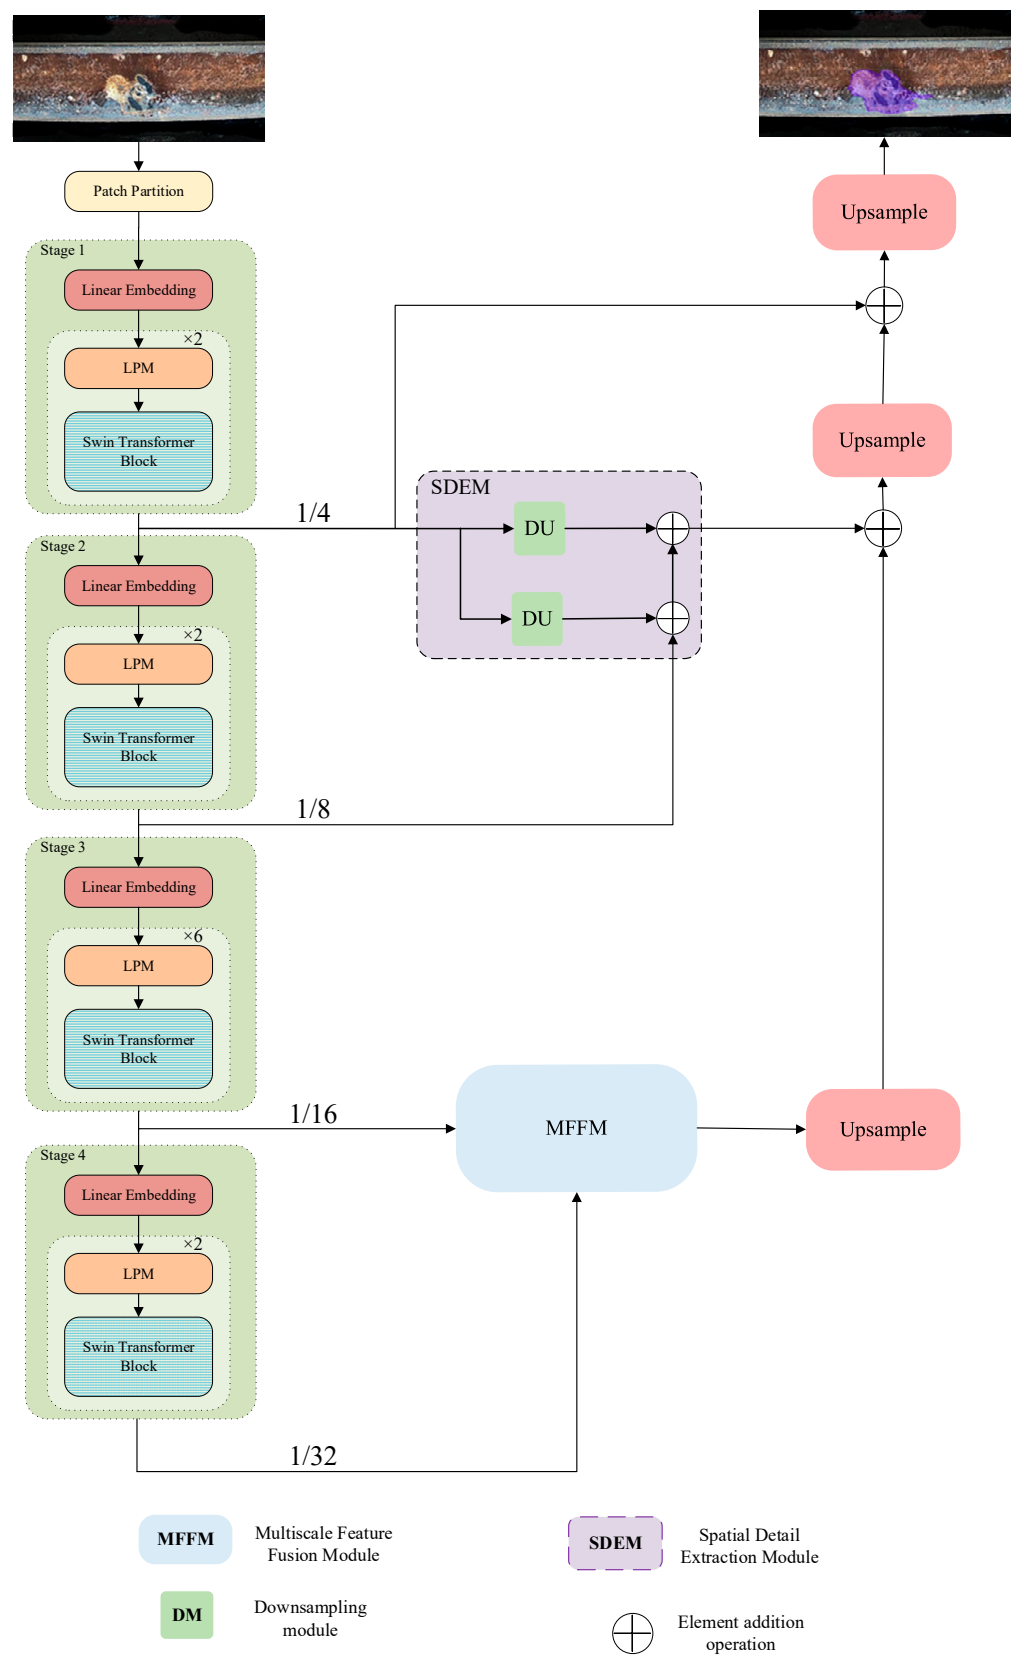 Patch Partition
Stage 1
Linear Embedding
×2
LPM
Swin Transformer
Block
1/4
Stage 2
Linear Embedding
×2
LPM
Swin Transformer
Block
1/8
Stage 3
Linear Embedding
×6
LPM
Swin Transformer
Block
1/16
Stage 4
Linear Embedding
×2
LPM
Swin Transformer
Block
1/32
SDEM
DU
DU
MFFM
Upsample
Upsample
Upsample
MFFM
Multiscale Feature
Fusion Module
SDEM
Spatial Detail
Extraction Module
DM
Downsampling
module
Element addition
operation